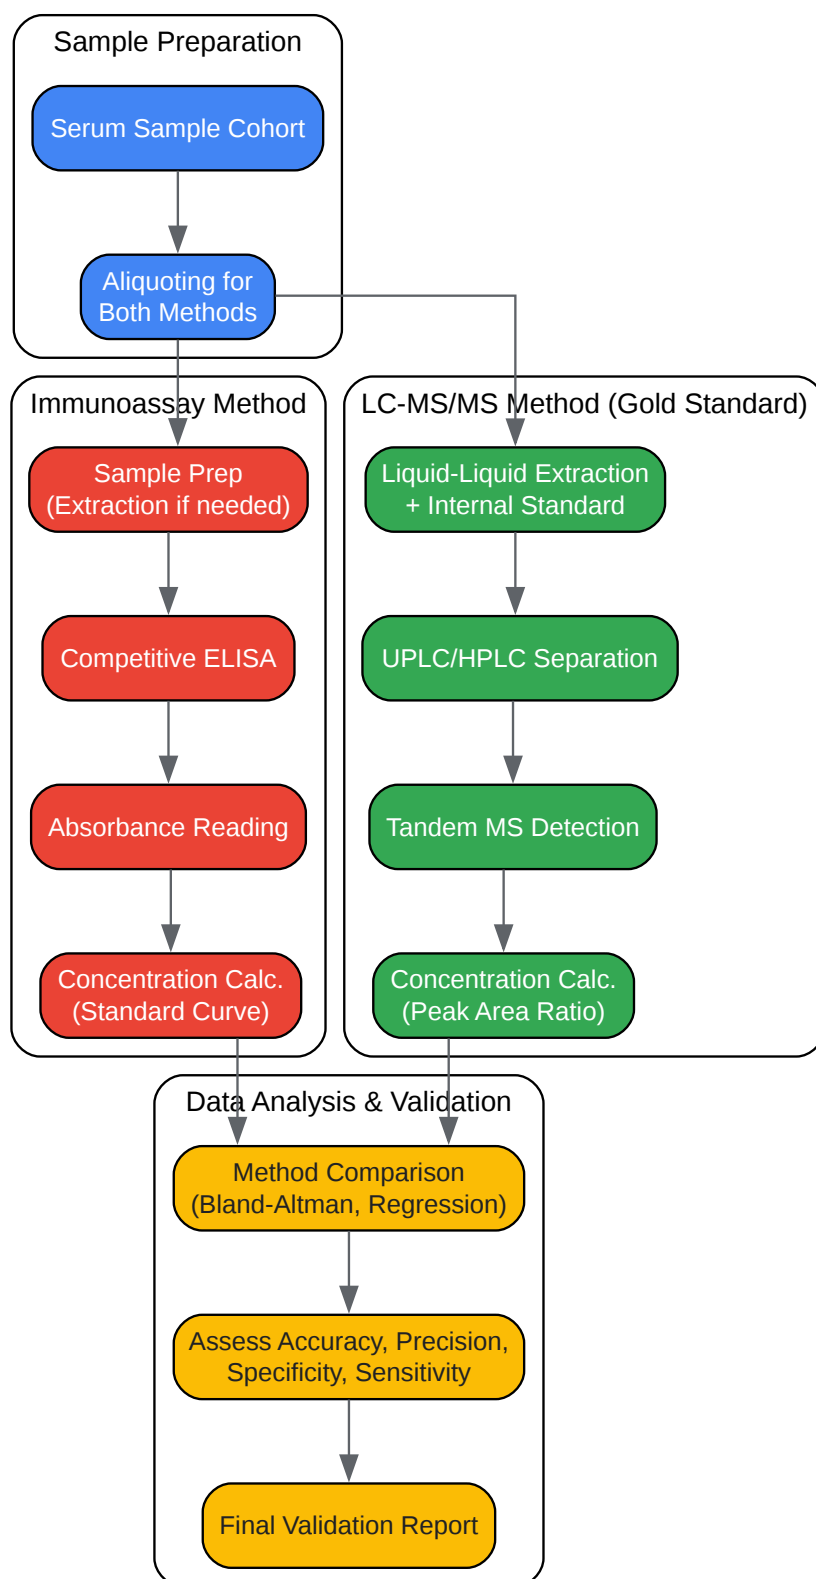 Sample Preparation
Serum Sample Cohort
Aliquoting for
Both Methods
Immunoassay Method
Sample Prep
(Extraction if needed)
Competitive ELISA
Absorbance Reading
Concentration Calc.
(Standard Curve)
LC-MS/MS Method (Gold Standard)
Liquid-Liquid Extraction
+ Internal Standard
UPLC/HPLC Separation
Tandem MS Detection
Concentration Calc.
(Peak Area Ratio)
Data Analysis & Validation
Method Comparison
(Bland-Altman, Regression)
Assess Accuracy, Precision,
Specificity, Sensitivity
Final Validation Report